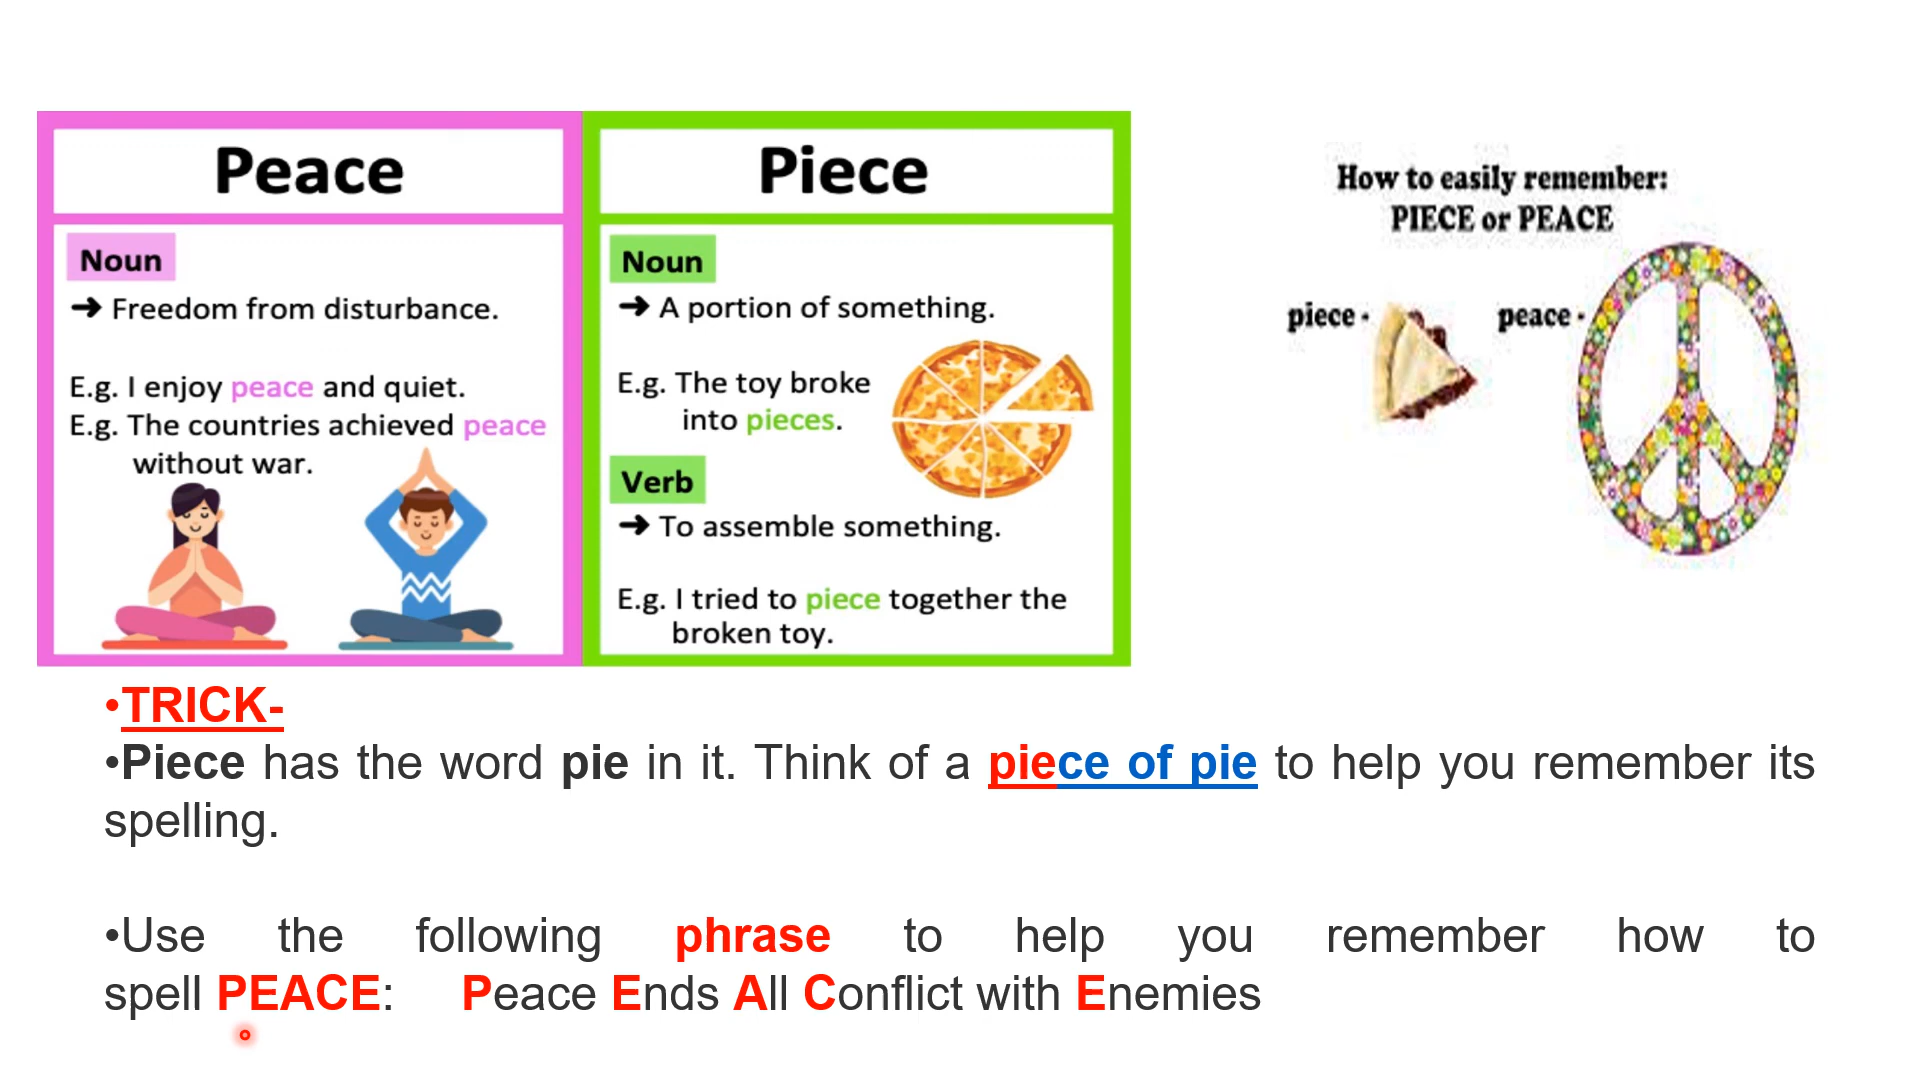 Peace
Noun
➜ Freedom from disturbance.
E.g. I enjoy peace and quiet.
E.g. The countries achieved peace
without war.
Piece
Noun
➜ A portion of something.
E.g. The toy broke
into pieces.
Verb
➜ To assemble something.
E.g. I tried to piece together the
broken toy.
How to easily remember:
PIECE or PEACE
piece -
peace -
•TRICK-
•Piece has the word pie in it. Think of a piece of pie to help you remember its
spelling.
•Use the following phrase to help you remember how to
spell PEACE: Peace Ends All Conflict with Enemies